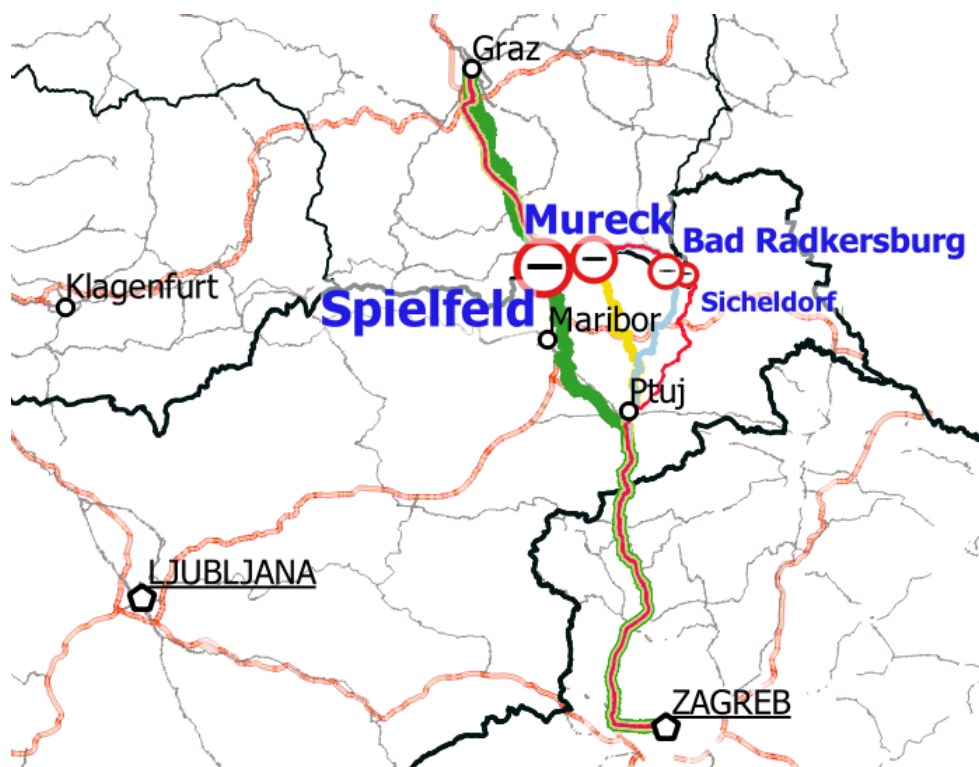 Graz
Mureck
Bad Radkersburg
Klagenfurt
Sicheldorf
Spielfeld
Maribor
Ptuj
LJUBLJANA
ZAGREB